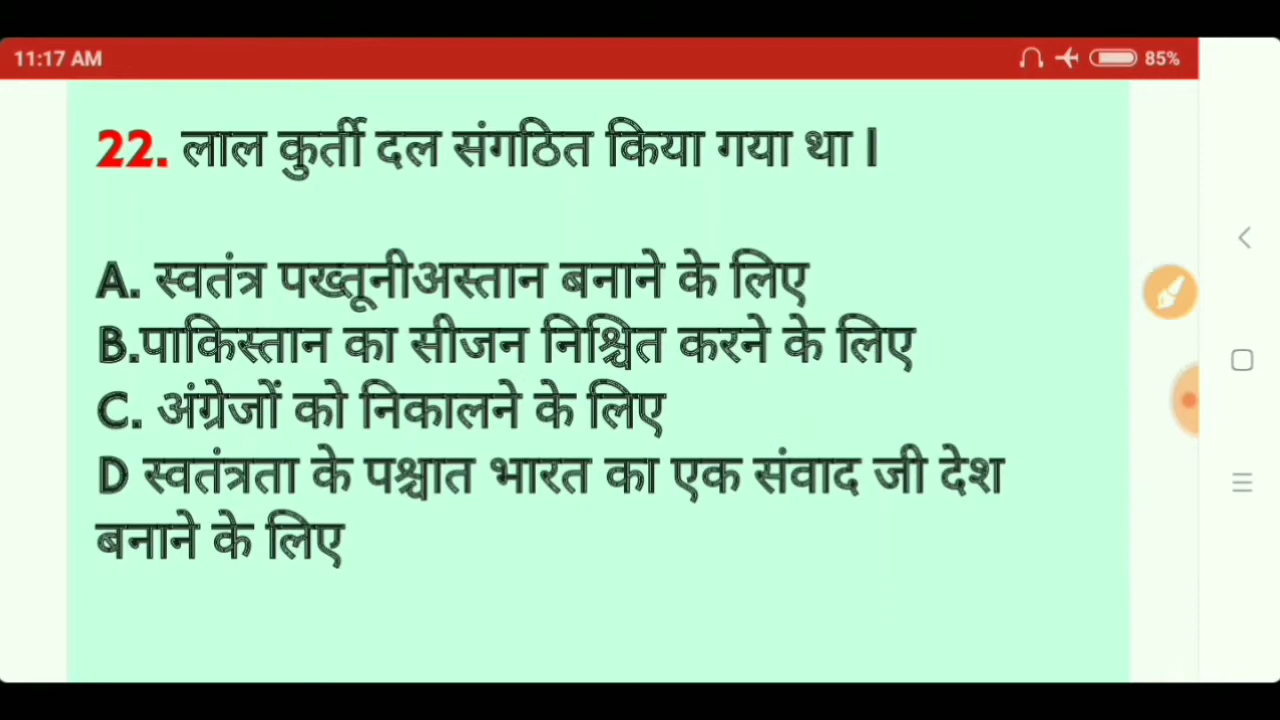 11:17 AM 85%
22. लाल कुर्ती दल संगठित किया गया था l
A. स्वतंत्र पख्तूनीअस्तान बनाने के लिए
B.पाकिस्तान का सीजन निश्चित करने के लिए
C. अंग्रेजों को निकालने के लिए
D स्वतंत्रता के पश्चात भारत का एक संवाद जी देश
बनाने के लिए